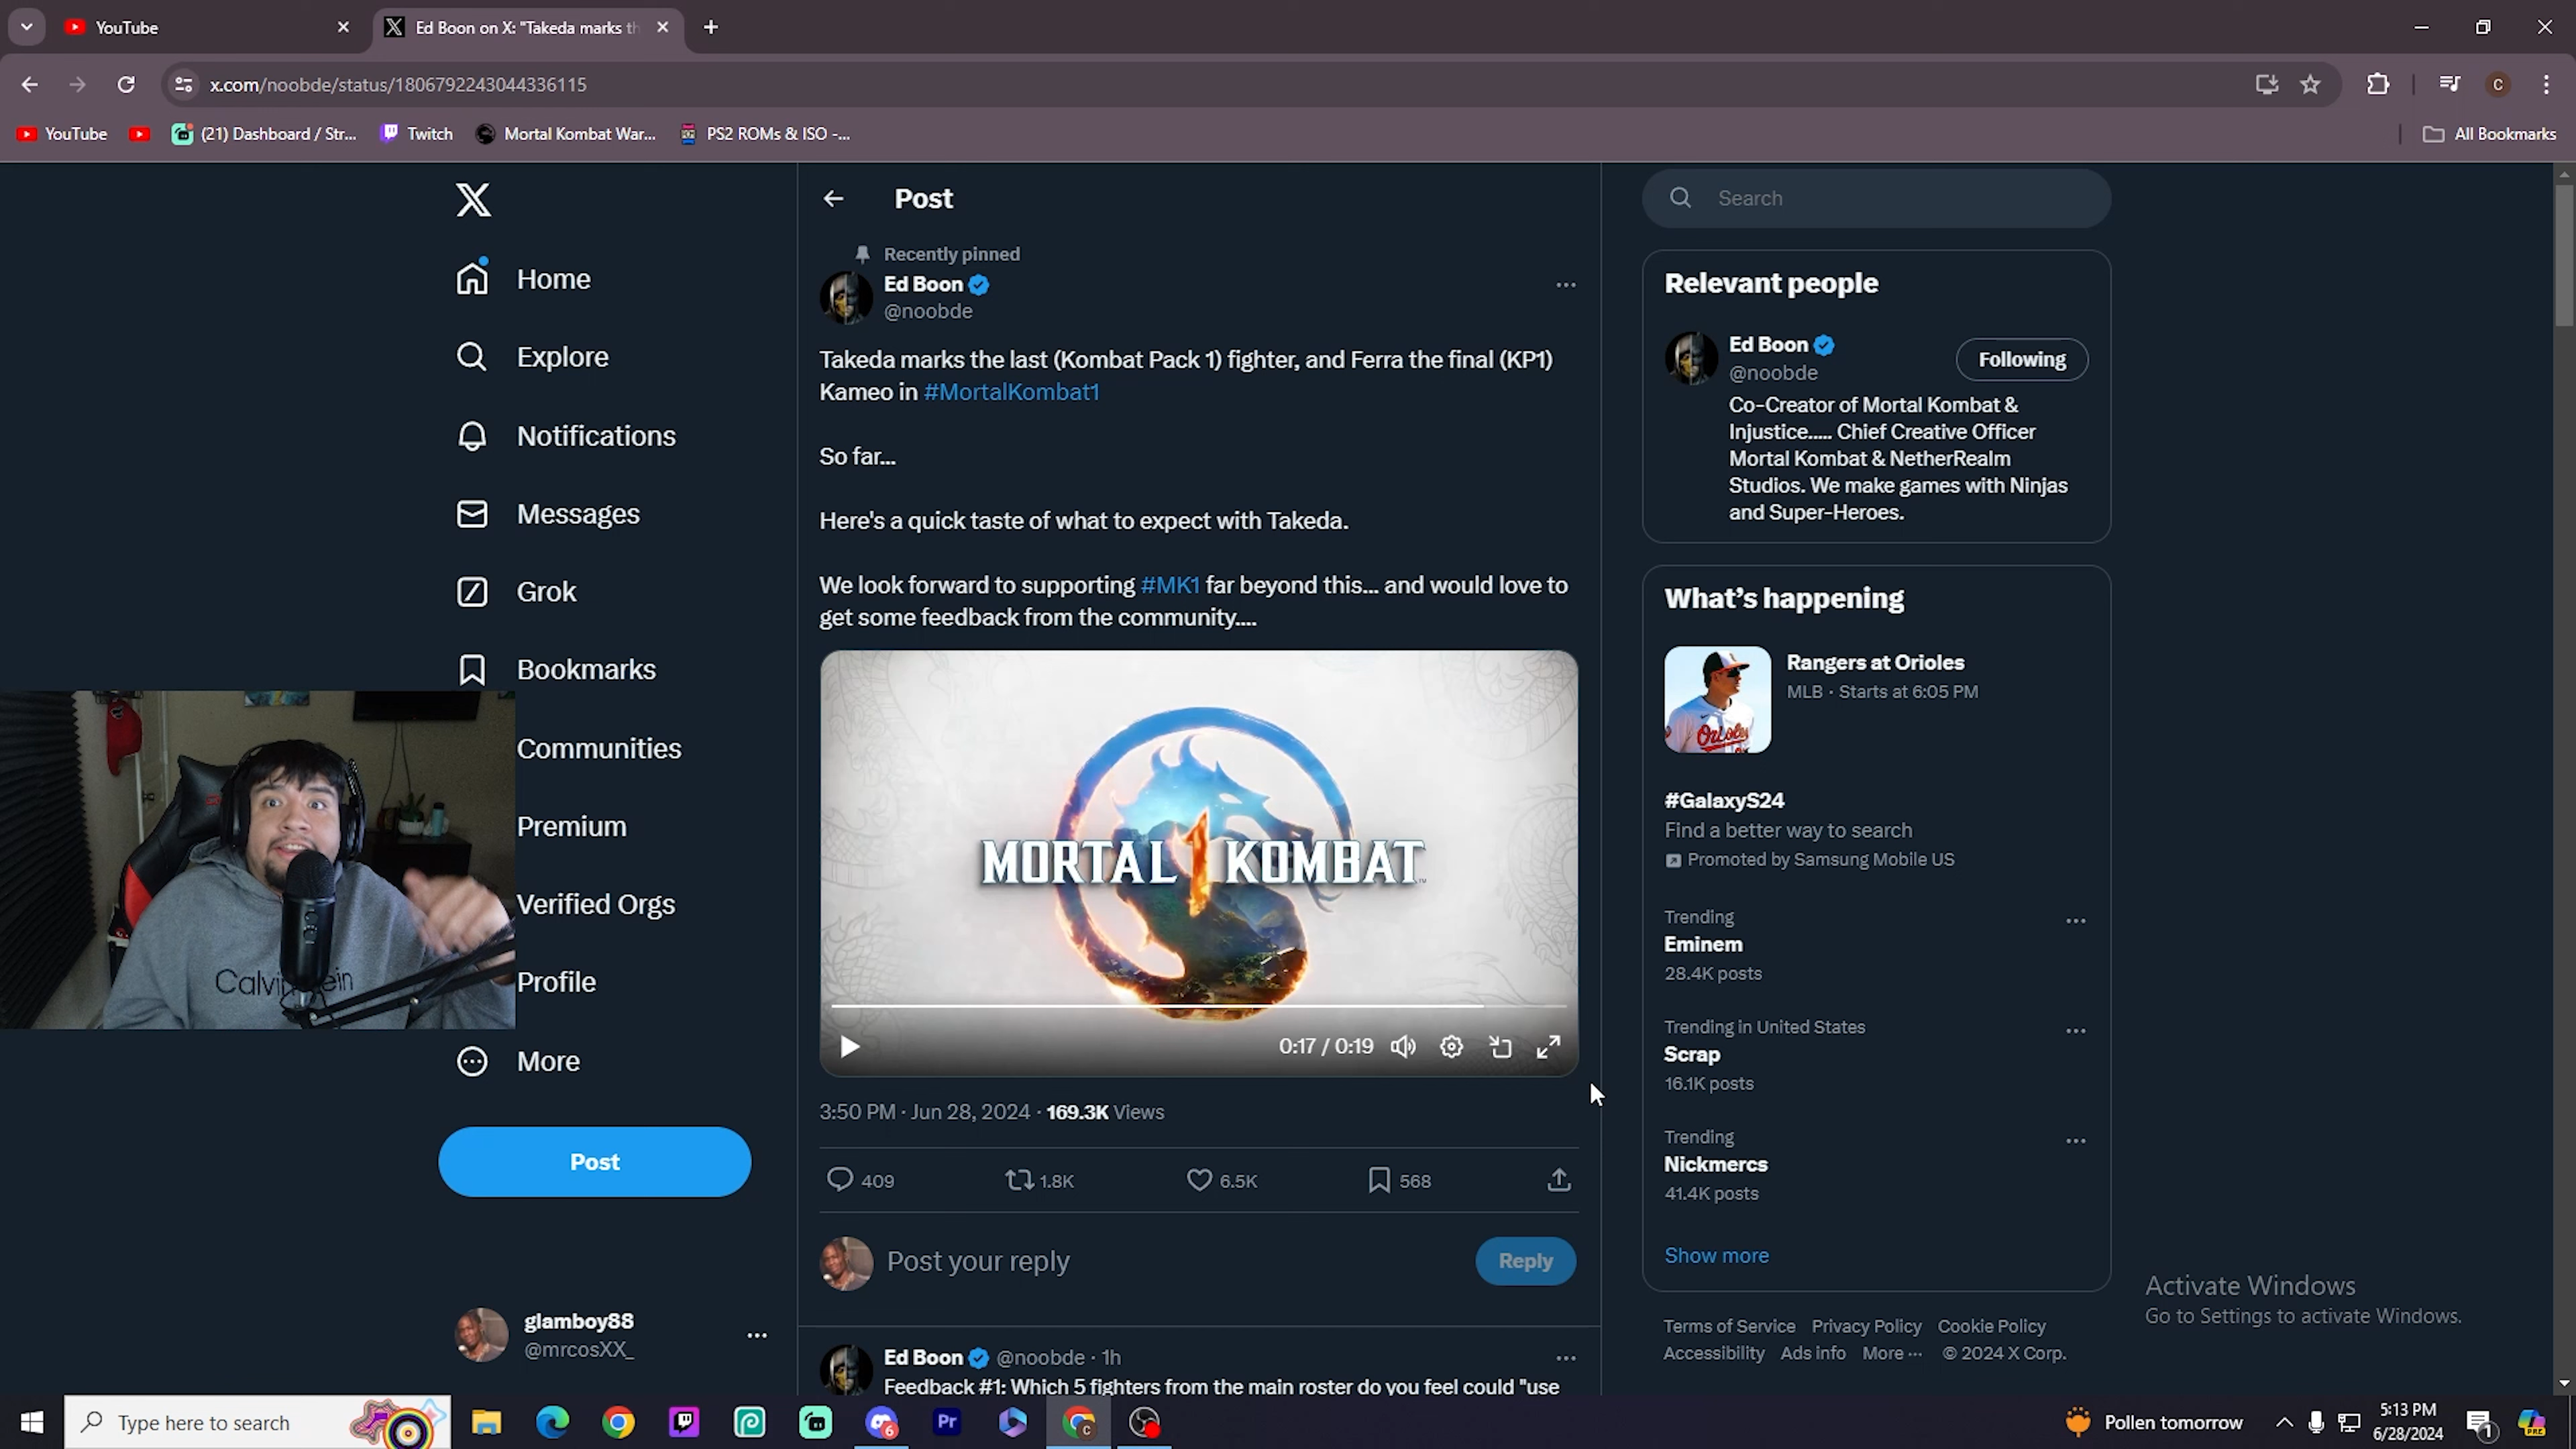 YouTube
Ed Boon on X: "Takeda marks th
x.com/noobde/status/1806792243044336115
C
YouTube
(21) Dashboard / Str...
Twitch
Mortal Kombat War...
PS2 ROMs & ISO -...
All Bookmarks
Home
Explore
Notifications
Messages
Grok
Bookmarks
Communities
Premium
Verified Orgs
Profile
More
Post
glamboy88
@mrcosXX_
Calvin Klein
Post
Recently pinned
Ed Boon
@noobde
Takeda marks the last (Kombat Pack 1) fighter, and Ferra the final (KP1)
Kameo in #MortalKombat1
So far...
Here's a quick taste of what to expect with Takeda.
We look forward to supporting #MK1 far beyond this... and would love to
get some feedback from the community....
MORTAL 1 KOMBAT
0:17 / 0:19
3:50 PM · Jun 28, 2024 · 169.3K Views
409
1.8K
6.5K
568
Post your reply
Reply
Ed Boon @noobde · 1h
Feedback #1: Which 5 fighters from the main roster do you feel could "use
Search
Relevant people
Ed Boon
@noobde
Following
Co-Creator of Mortal Kombat &
Injustice..... Chief Creative Officer
Mortal Kombat & NetherRealm
Studios. We make games with Ninjas
and Super-Heroes.
What's happening
Rangers at Orioles
MLB · Starts at 6:05 PM
Orioles
#GalaxyS24
Find a better way to search
Promoted by Samsung Mobile US
Trending
Eminem
28.4K posts
Trending in United States
Scrap
16.1K posts
Trending
Nickmercs
41.4K posts
Show more
Terms of Service Privacy Policy Cookie Policy
Accessibility Ads info More ··· © 2024 X Corp.
Activate Windows
Go to Settings to activate Windows.
Type here to search
6
Pr
C
Pollen tomorrow
5:13 PM
6/28/2024
1
PRE